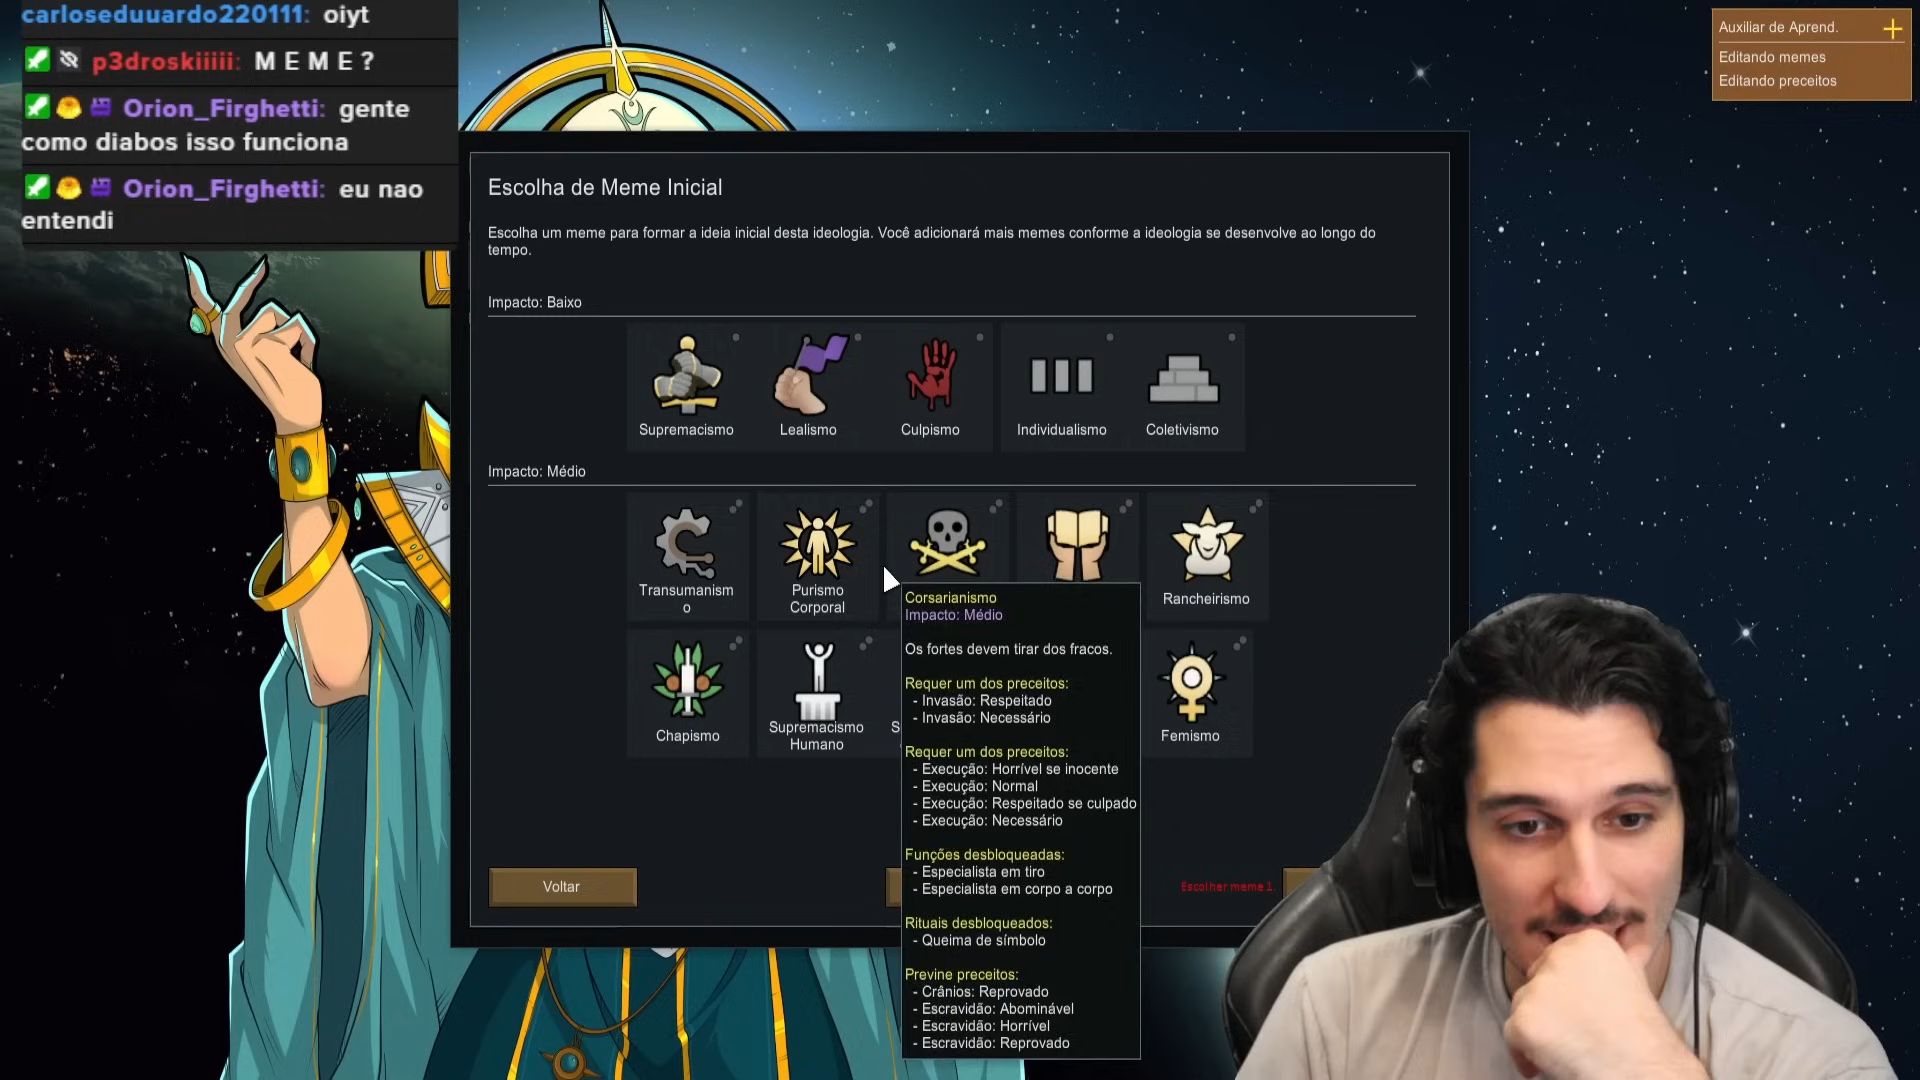 carloseduuardo220111: oiyt
p3droskiiiii: M E M E ?
Orion_Firghetti: gente
como diabos isso funciona
Orion_Firghetti: eu nao
entendi
Auxiliar de Aprend.
Editando memes
Editando preceitos
Escolha de Meme Inicial
Escolha um meme para formar a ideia inicial desta ideologia. Você adicionará mais memes conforme a ideologia se desenvolve ao longo do
tempo.
Impacto: Baixo
Supremacismo
Lealismo
Culpismo
Individualismo
Coletivismo
Impacto: Médio
Transumanism
o
Purismo
Corporal
Rancheirismo
Chapismo
Supremacismo
Humano
S
Femismo
Corsarianismo
Impacto: Médio
Os fortes devem tirar dos fracos.
Requer um dos preceitos:
- Invasão: Respeitado
- Invasão: Necessário
Requer um dos preceitos:
- Execução: Horrível se inocente
- Execução: Normal
- Execução: Respeitado se culpado
- Execução: Necessário
Funções desbloqueadas:
- Especialista em tiro
- Especialista em corpo a corpo
Rituais desbloqueados:
- Queima de símbolo
Previne preceitos:
- Crânios: Reprovado
- Escravidão: Abominável
- Escravidão: Horrível
- Escravidão: Reprovado
Voltar
Escolher meme 1.